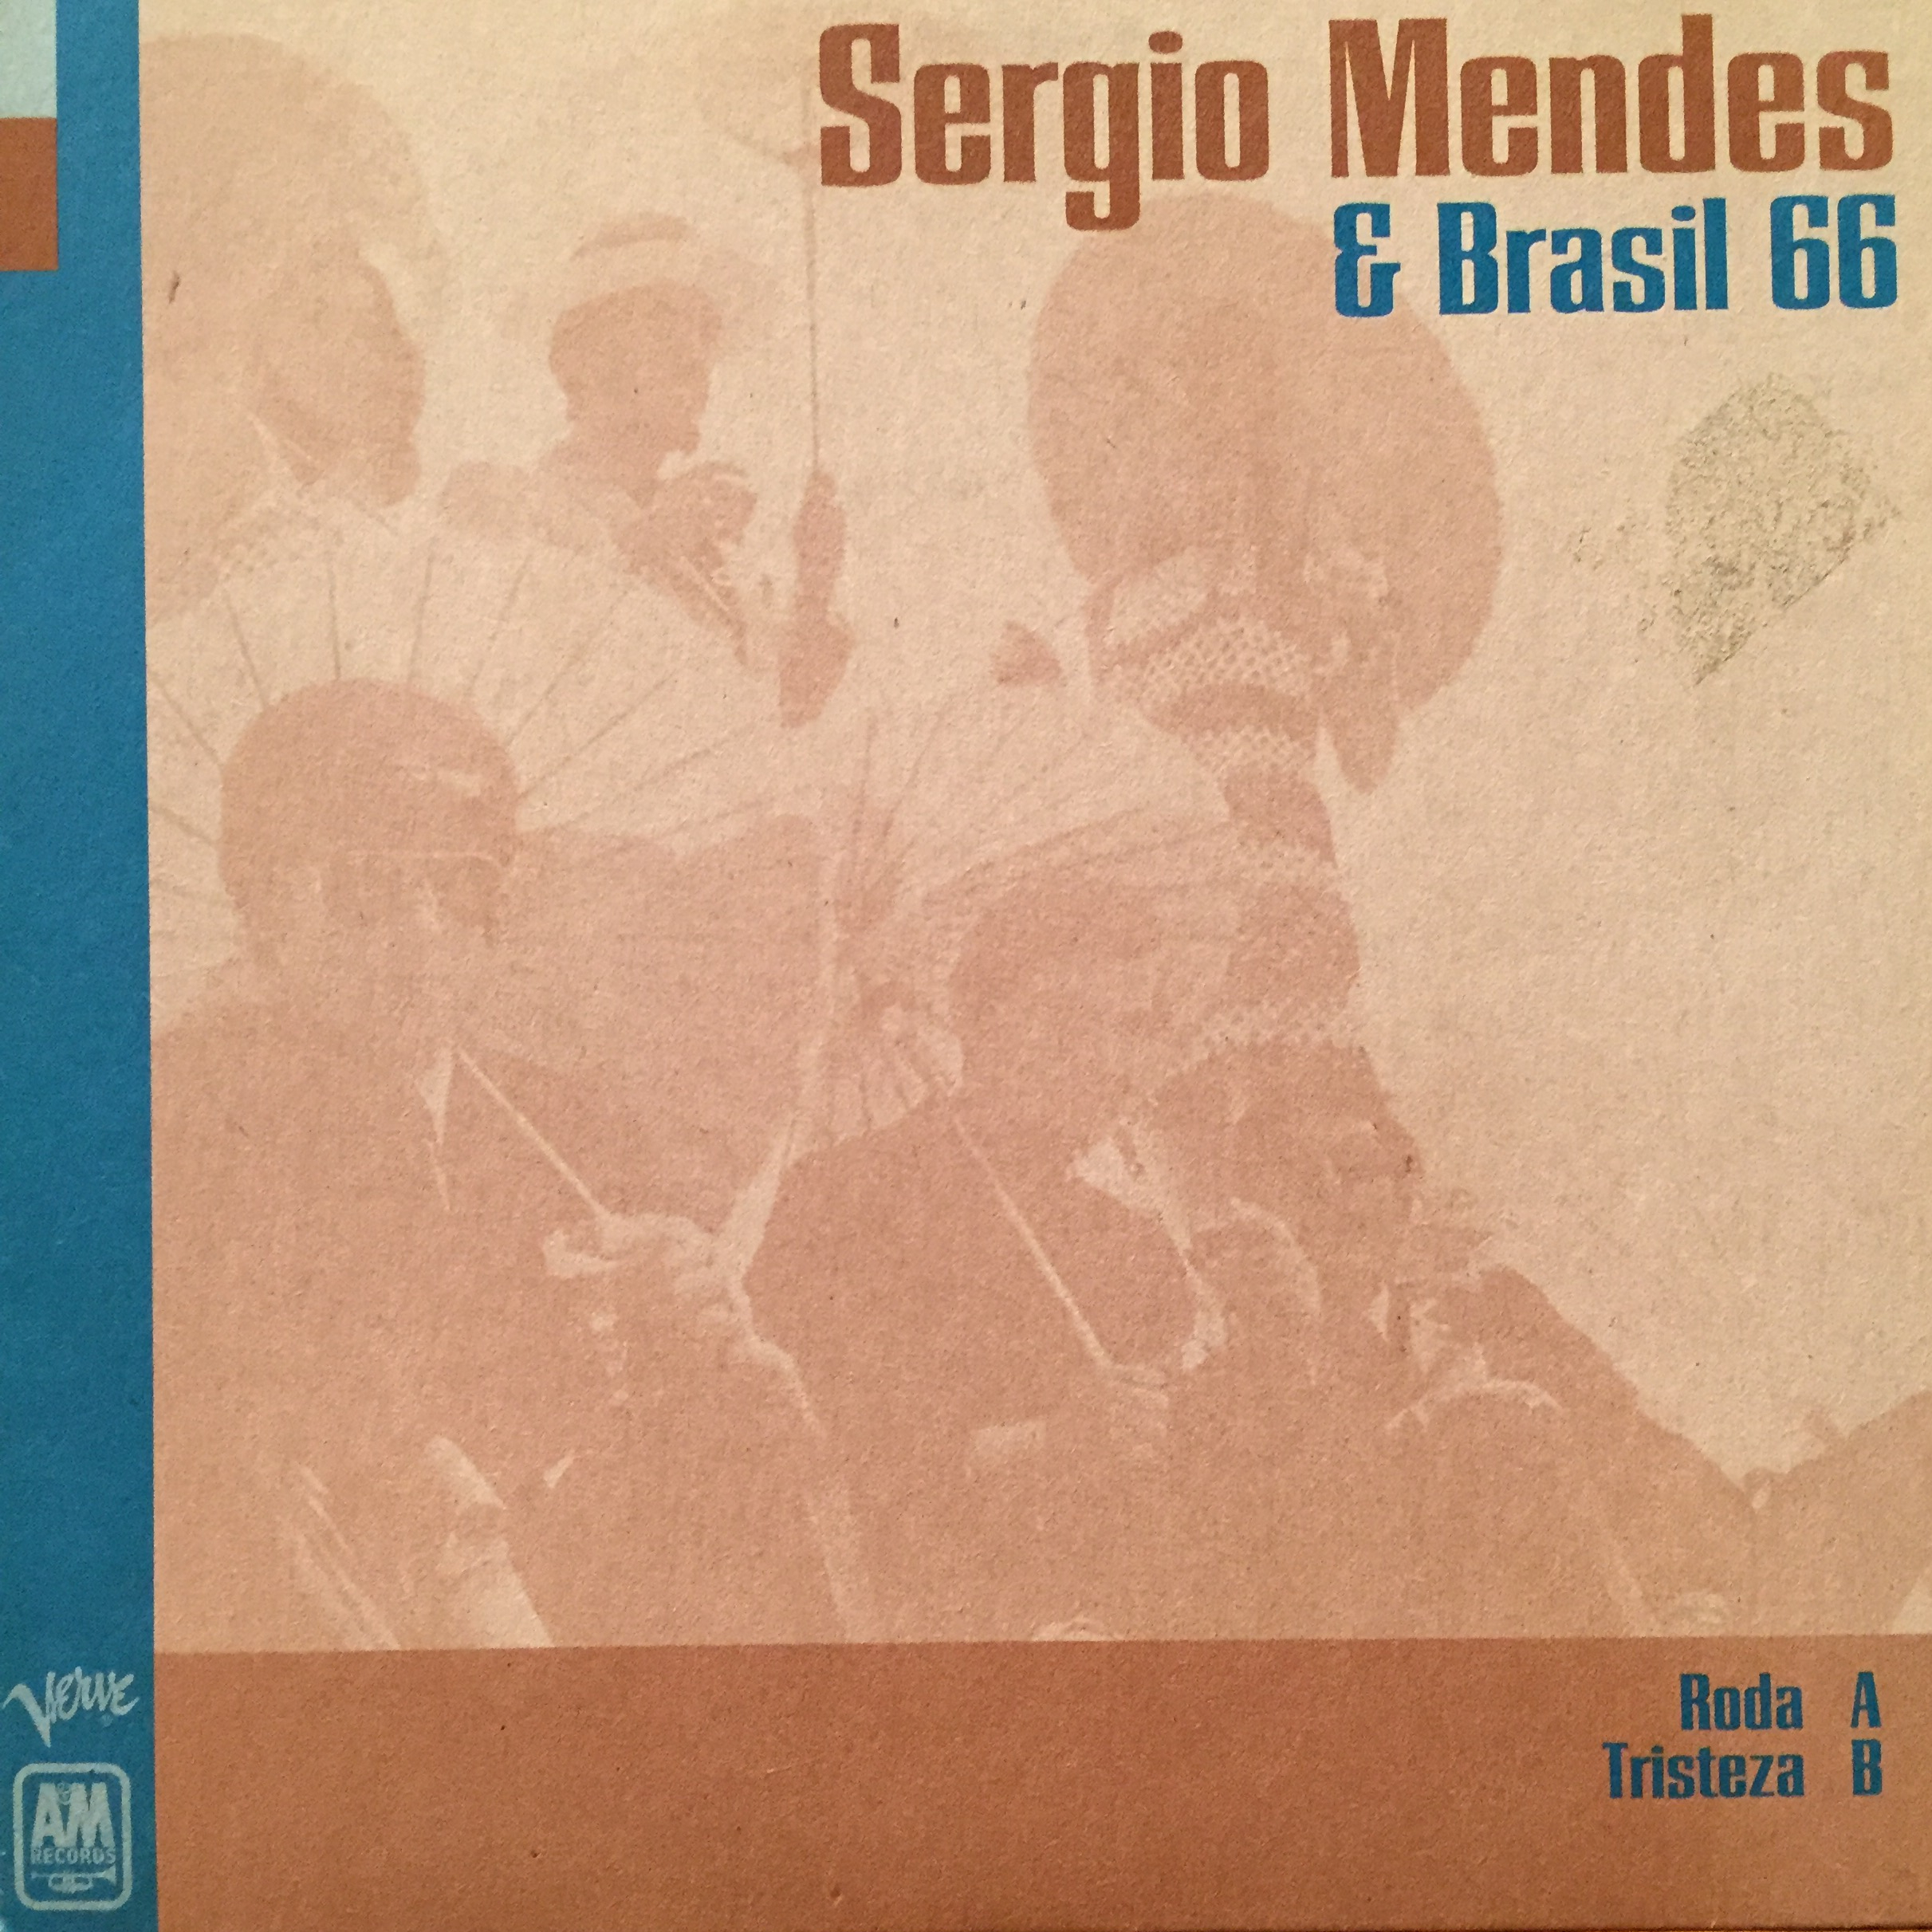 Sergio Mendes
& Brasil 66
Roda A
Tristeza B
Verve
A&M
RECORDS